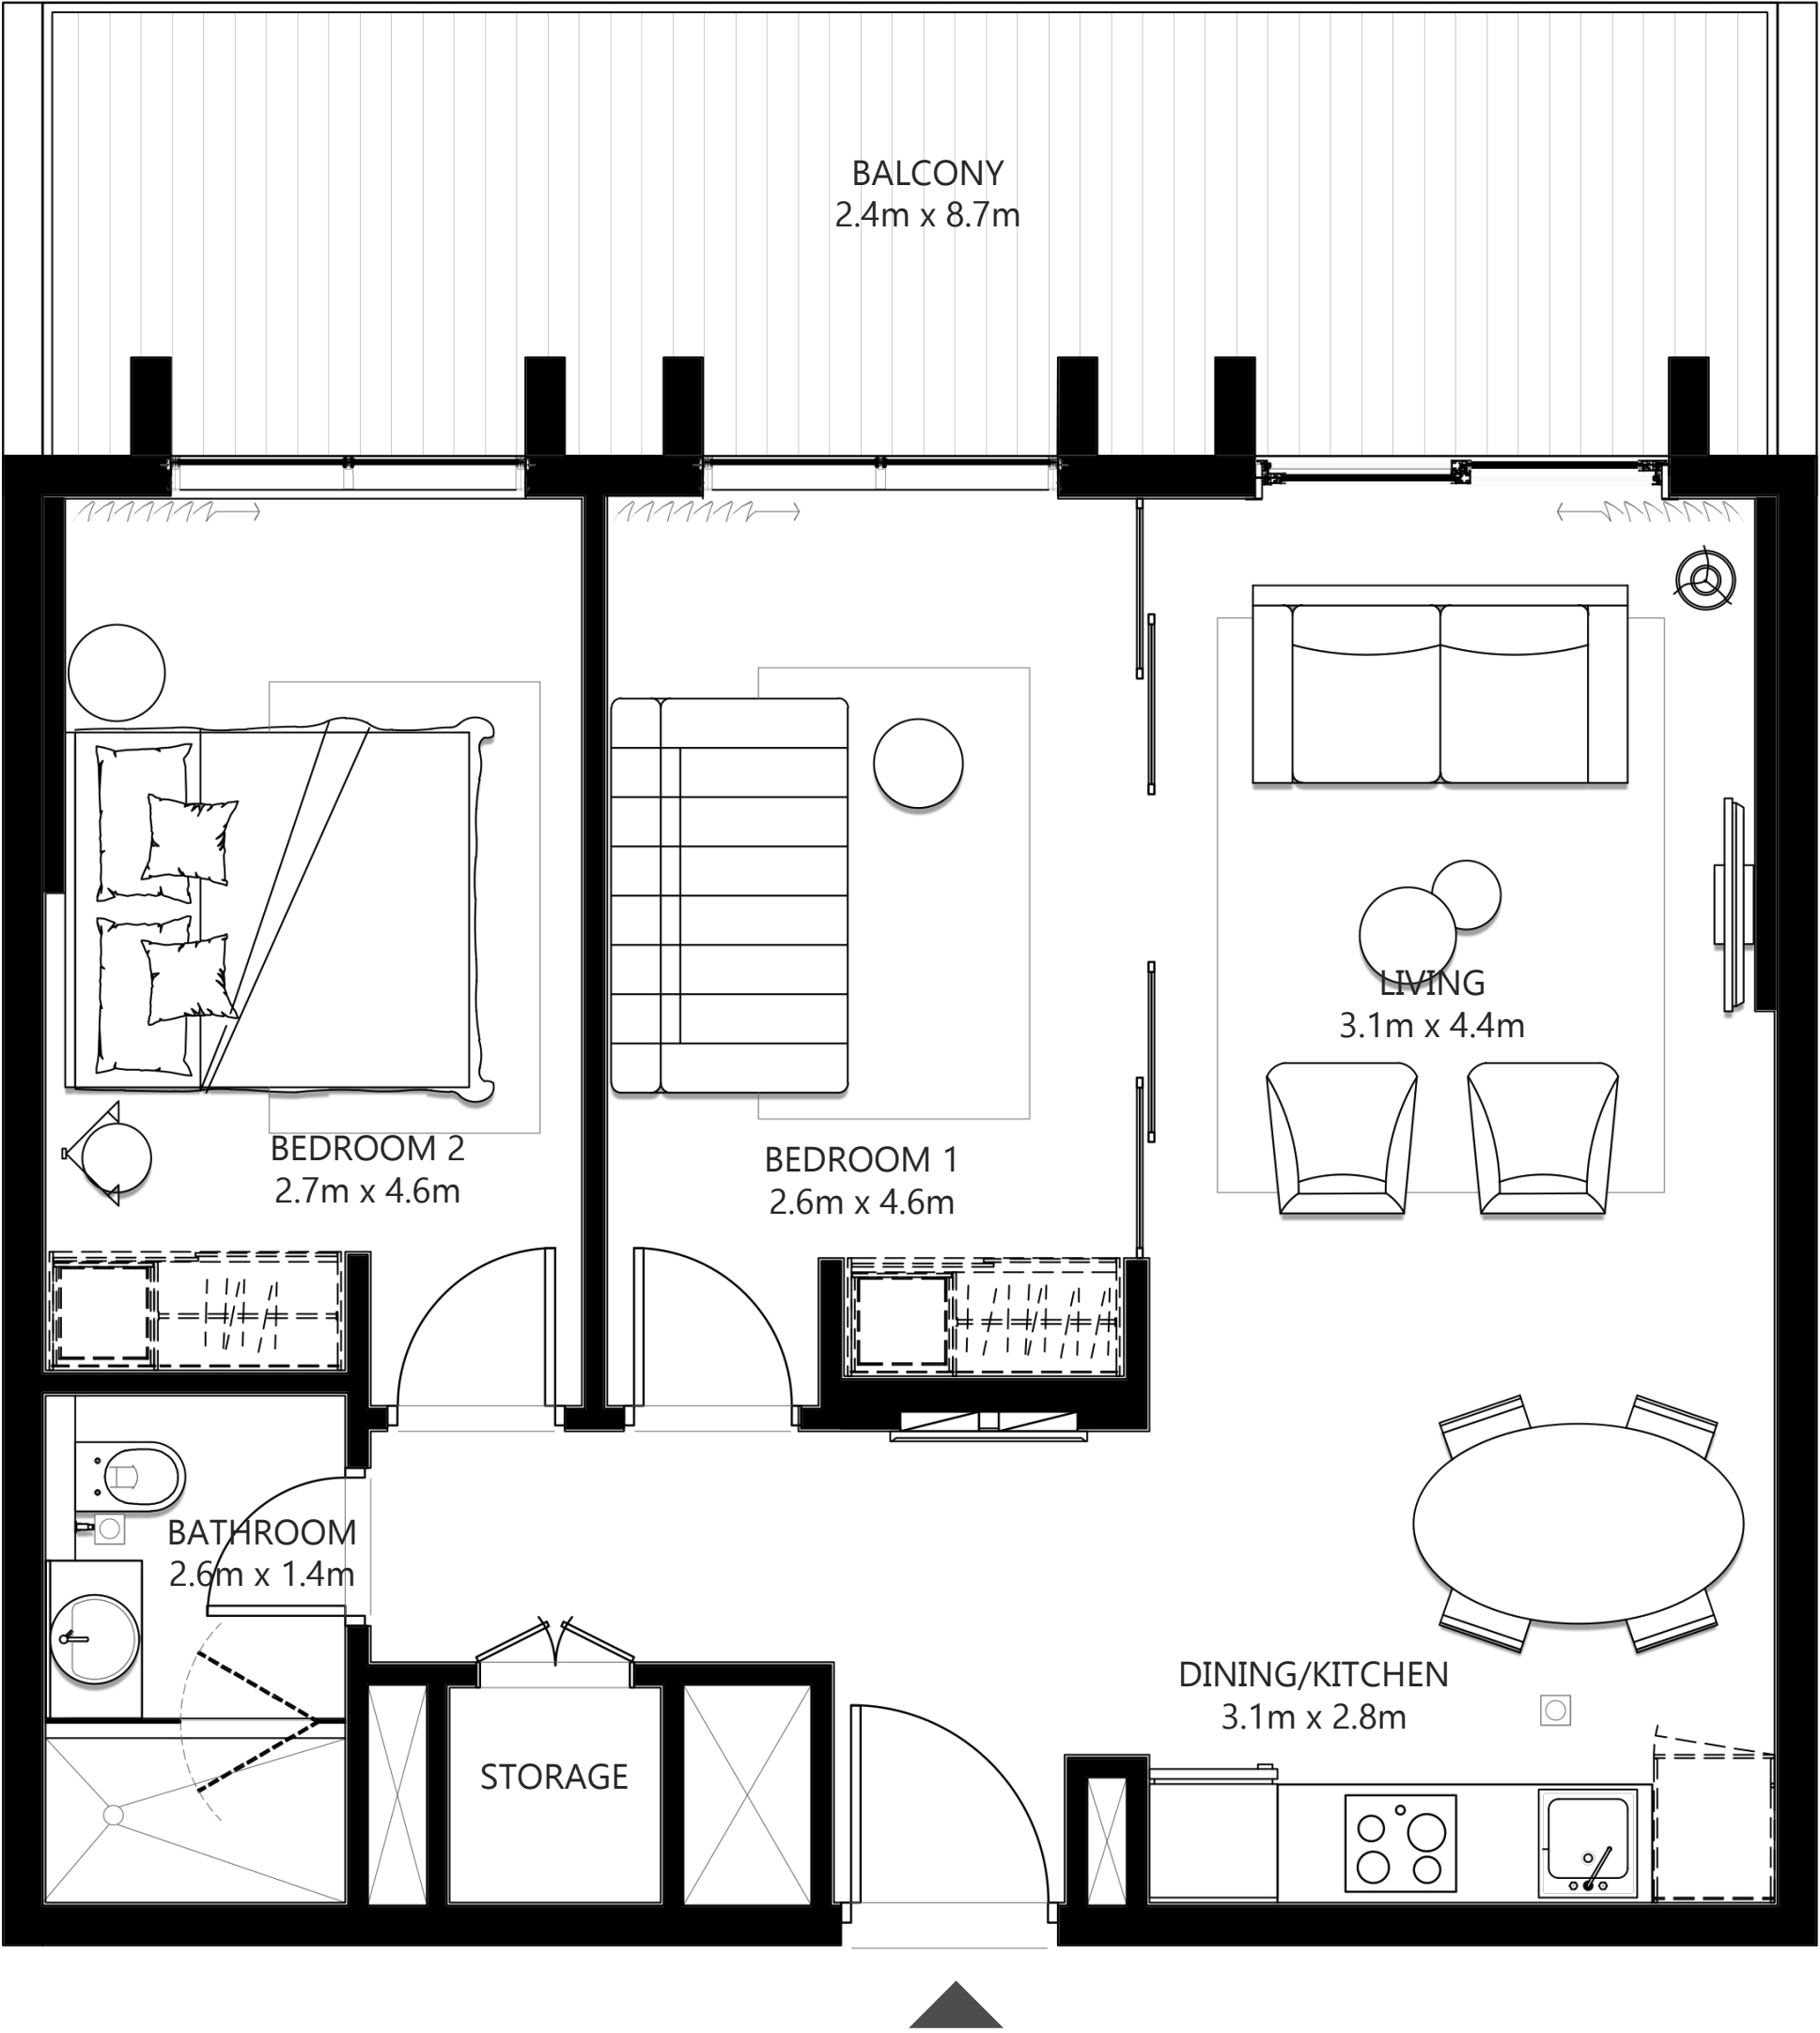 BALCONY
2.4m x 8.7m
LIVING
3.1m x 4.4m
BEDROOM 2
2.7m x 4.6m
BEDROOM 1
2.6m x 4.6m
BATHROOM
2.6m x 1.4m
DINING/KITCHEN
3.1m x 2.8m
STORAGE